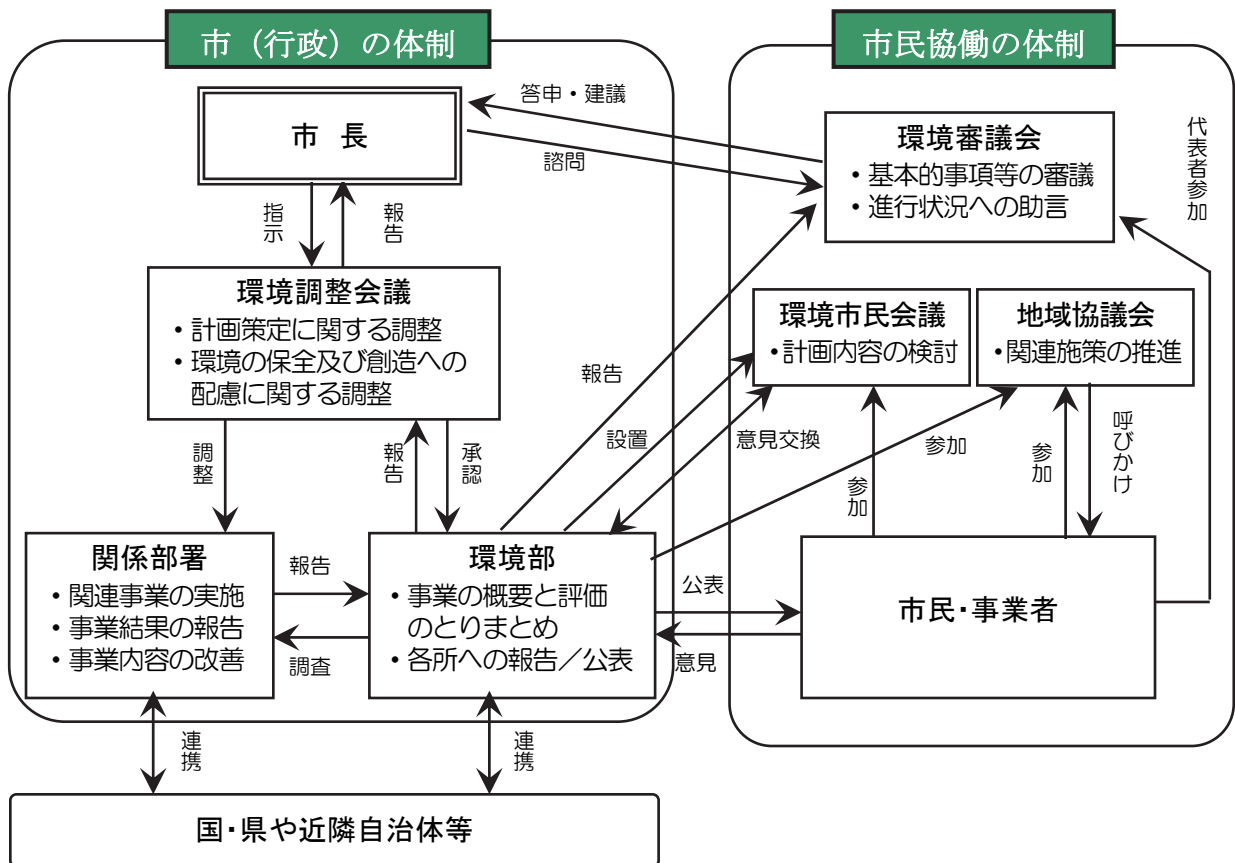 市（行政）の体制
市民協働の体制
市 長
答申・建議
諮問
環境審議会
・基本的事項等の審議
・進行状況への助言
代表者参加
指示
報告
環境調整会議
・計画策定に関する調整
・環境の保全及び創造への
配慮に関する調整
環境市民会議
・計画内容の検討
地域協議会
・関連施策の推進
報告
設置
意見交換
参加
参加
参加
呼びかけ
調整
報告
承認
関係部署
・関連事業の実施
・事業結果の報告
・事業内容の改善
報告
調査
環境部
・事業の概要と評価
のとりまとめ
・各所への報告／公表
公表
意見
市民・事業者
連携
連携
国・県や近隣自治体等